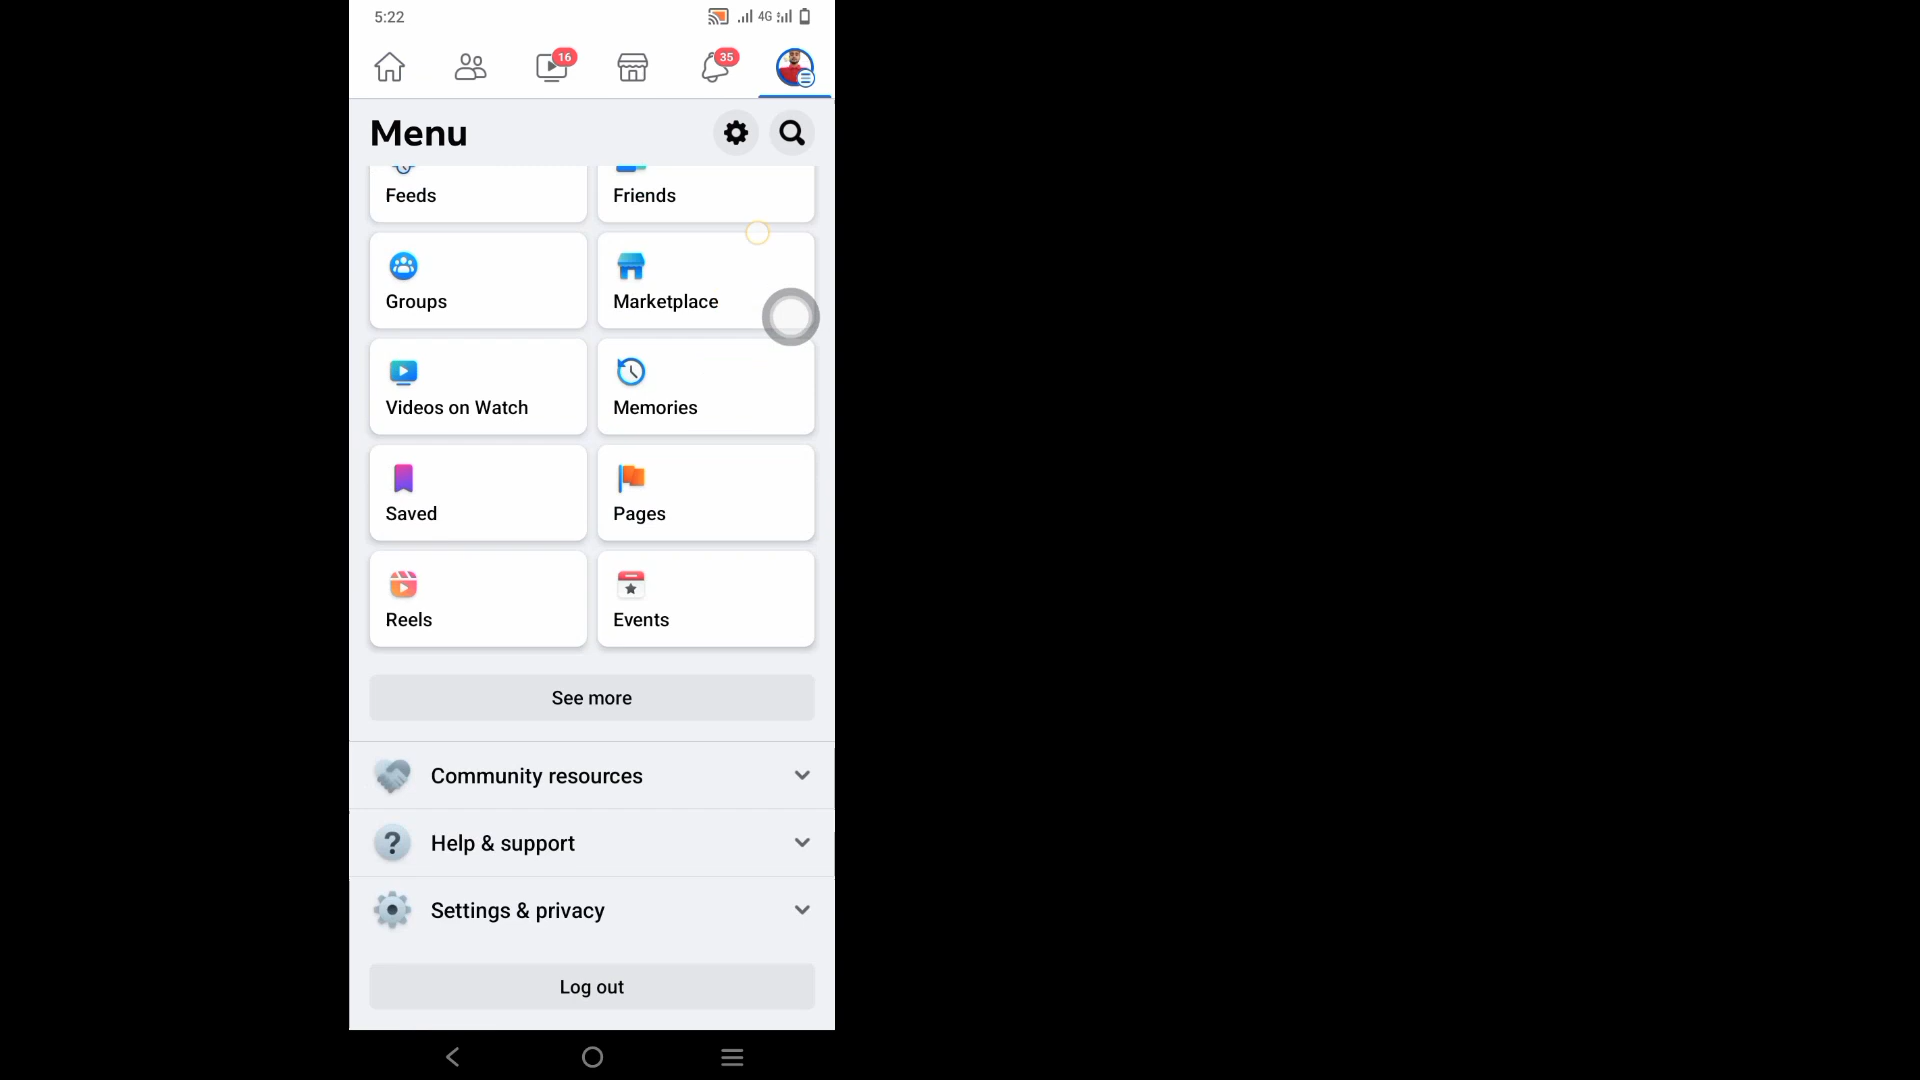 5:22
4G
16
35
Menu
Feeds
Friends
Groups
Marketplace
Videos on Watch
Memories
Saved
Pages
Reels
Events
See more
Community resources
Help & support
Settings & privacy
Log out